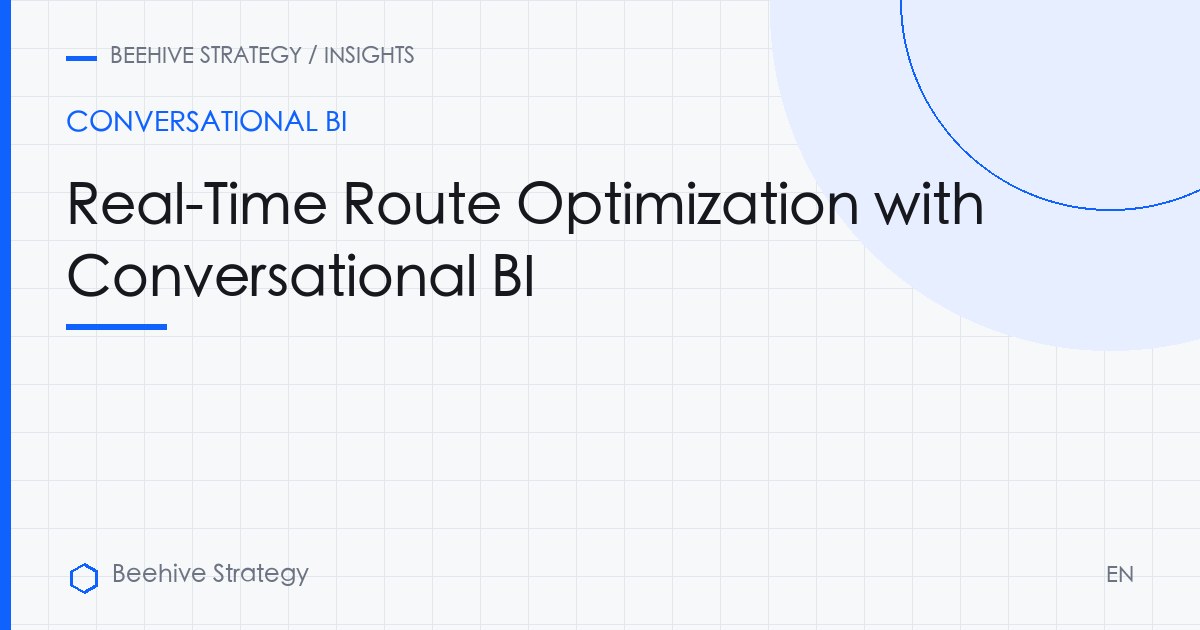 BEEHIVE STRATEGY / INSIGHTS
CONVERSATIONAL BI
Real-Time Route Optimization with
Conversational BI
Beehive Strategy
EN